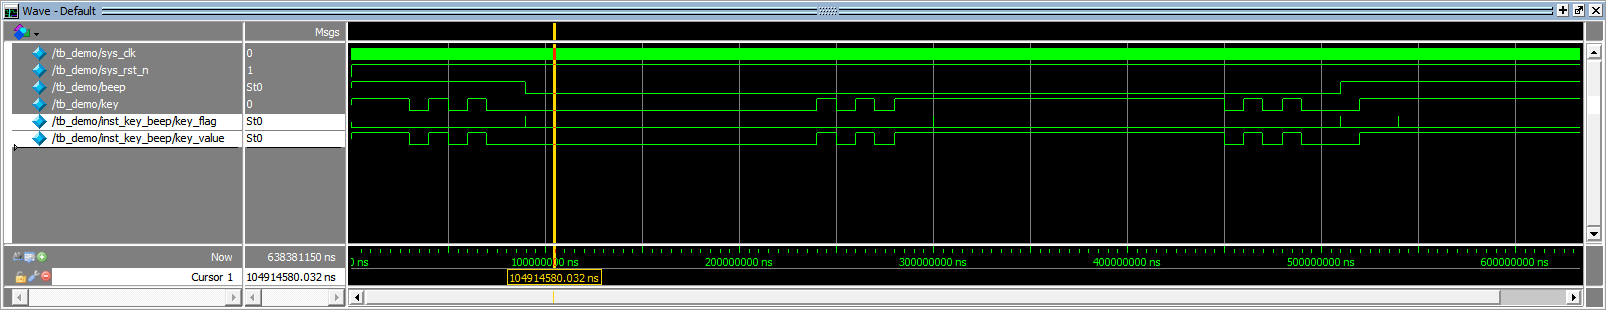 Wave - Default
Msgs
/tb_demo/sys_clk 0
/tb_demo/sys_rst_n 1
/tb_demo/beep St0
/tb_demo/key 0
/tb_demo/inst_key_beep/key_flag St0
/tb_demo/inst_key_beep/key_value St0
Now 638381150 ns )ns 100000000 ns 200000000 ns 300000000 ns 400000000 ns 500000000 ns 600000000 ns
Cursor 1 104914580.032 ns 104914580.032 ns